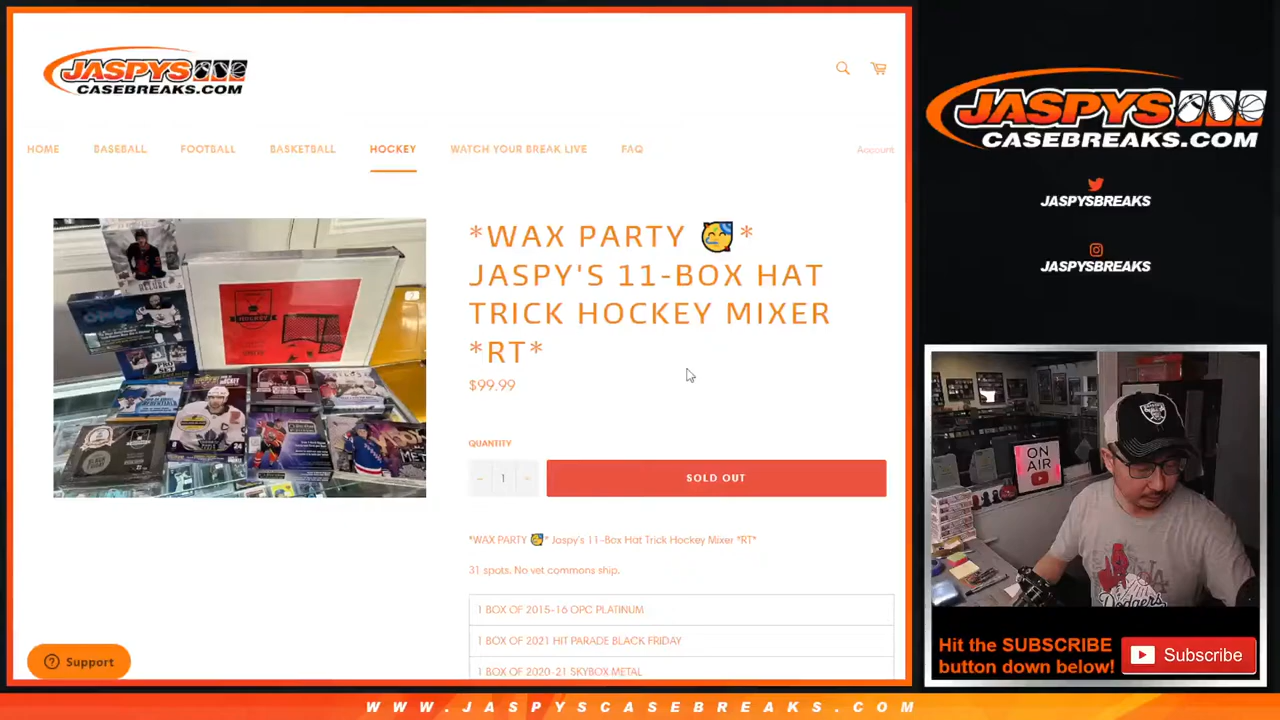 JASPYS
CASEBREAKS.COM
HOME
BASEBALL
FOOTBALL
BASKETBALL
HOCKEY
WATCH YOUR BREAK LIVE
FAQ
Account
*WAX PARTY 🥳*
JASPY'S 11-BOX HAT
TRICK HOCKEY MIXER
*RT*
$99.99
QUANTITY
- 1 +
SOLD OUT
*WAX PARTY 🥳* Jaspy's 11-Box Hat Trick Hockey Mixer *RT*
31 spots. No vet commons ship.
1 BOX OF 2015-16 OPC PLATINUM
1 BOX OF 2021 HIT PARADE BLACK FRIDAY
1 BOX OF 2020-21 SKYBOX METAL
Support
ALLURE
HOCKEY
JASPYS
CASEBREAKS.COM
JASPYSBREAKS
JASPYSBREAKS
ON
AIR
Dodgers
Hit the SUBSCRIBE
button down below!
Subscribe
WWW.JASPYSCASEBREAKS.COM